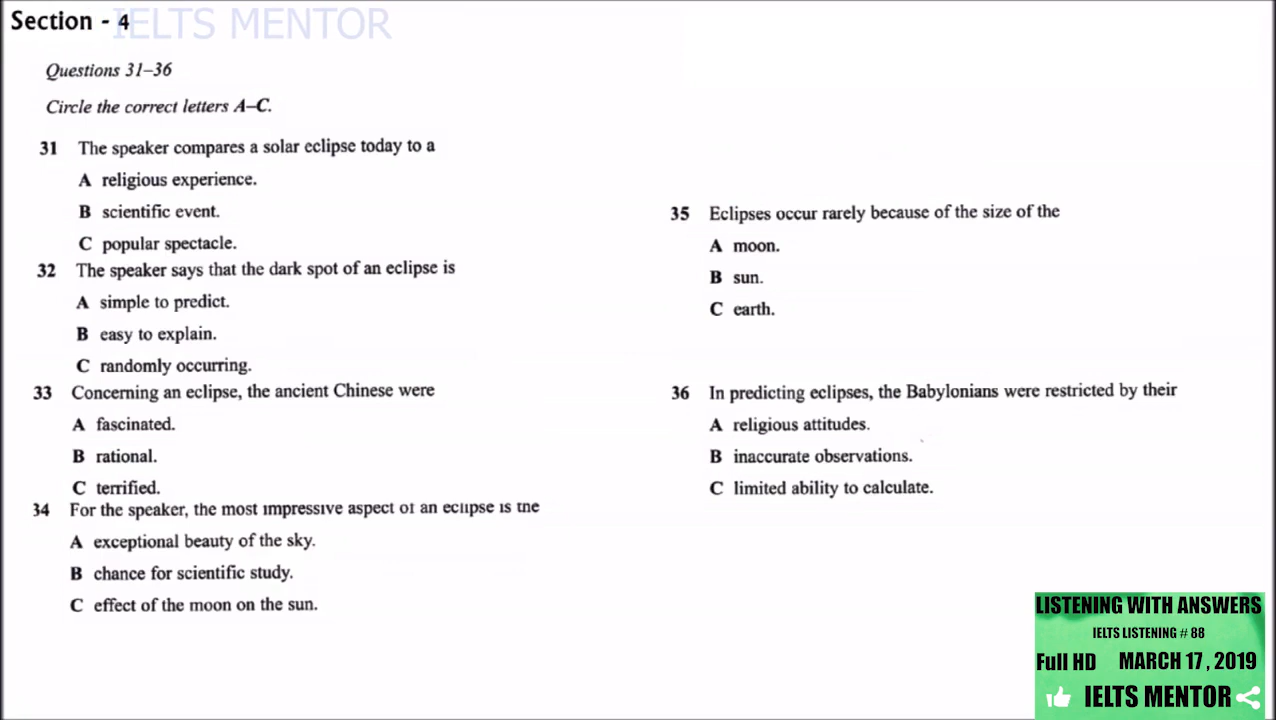 Section - 4
IELTS MENTOR
Questions 31–36
Circle the correct letters A–C.
31 The speaker compares a solar eclipse today to a
A religious experience.
B scientific event.
C popular spectacle.
32 The speaker says that the dark spot of an eclipse is
A simple to predict.
B easy to explain.
C randomly occurring.
33 Concerning an eclipse, the ancient Chinese were
A fascinated.
B rational.
C terrified.
34 For the speaker, the most impressive aspect of an eclipse is the
A exceptional beauty of the sky.
B chance for scientific study.
C effect of the moon on the sun.
35 Eclipses occur rarely because of the size of the
A moon.
B sun.
C earth.
36 In predicting eclipses, the Babylonians were restricted by their
A religious attitudes.
B inaccurate observations.
C limited ability to calculate.
LISTENING WITH ANSWERS
IELTS LISTENING # 88
Full HD MARCH 17 , 2019
IELTS MENTOR